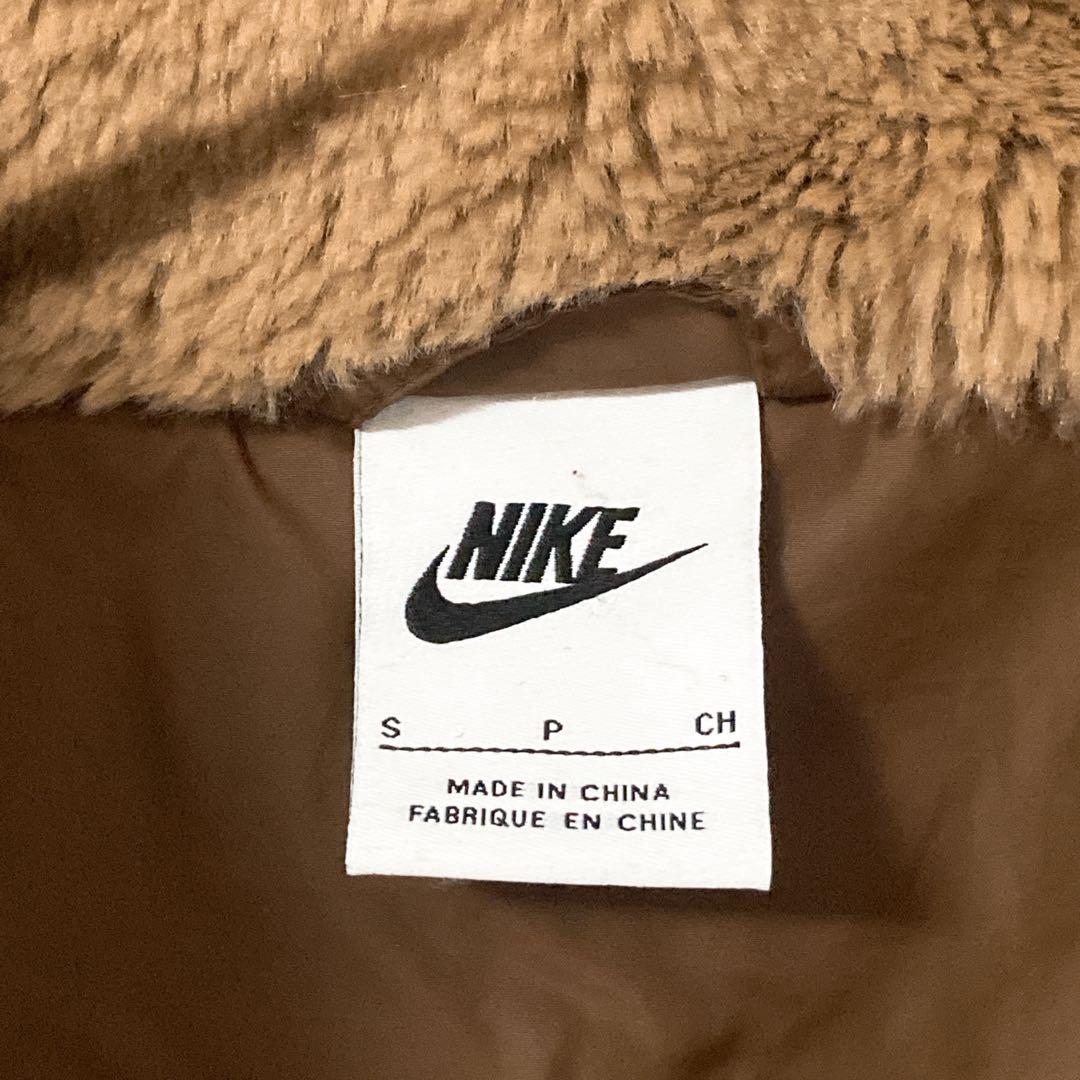 NIKE
S P CH
MADE IN CHINA
FABRIQUE EN CHINE